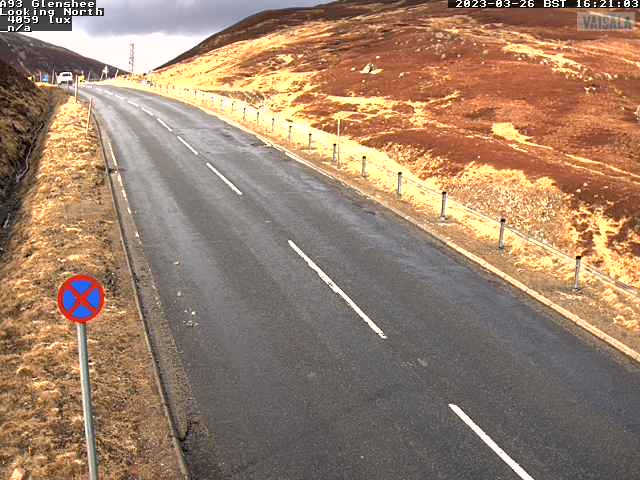 A93 Glenshee
Looking North
4059 lux
n/a
2023-03-26 BST 16:21:03
VAISALA